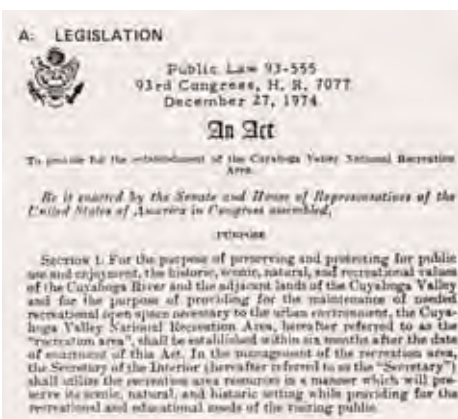 A: LEGISLATION
Public Law 93-555
93rd Congress, H. R. 7077
December 27, 1974
An Act
To provide for the establishment of the Cuyahoga Valley National Recreation
Area.
Be it enacted by the Senate and House of Representatives of the
United States of America in Congress assembled,
PURPOSE
Section 1. For the purpose of preserving and protecting for public
use and enjoyment, the historic, scenic, natural, and recreational values
of the Cuyahoga River and the adjacent lands of the Cuyahoga Valley
and for the purpose of providing for the maintenance of needed
recreational open space necessary to the urban environment, the Cuya-
hoga Valley National Recreation Area, hereafter referred to as the
"recreation area", shall be established within six months after the date
of enactment of this Act. In the management of the recreation area,
the Secretary of the Interior (hereafter referred to as the "Secretary")
shall utilize the recreation area resources in a manner which will pre-
serve its scenic, natural, and historic setting while providing for the
recreational and educational needs of the visiting public.